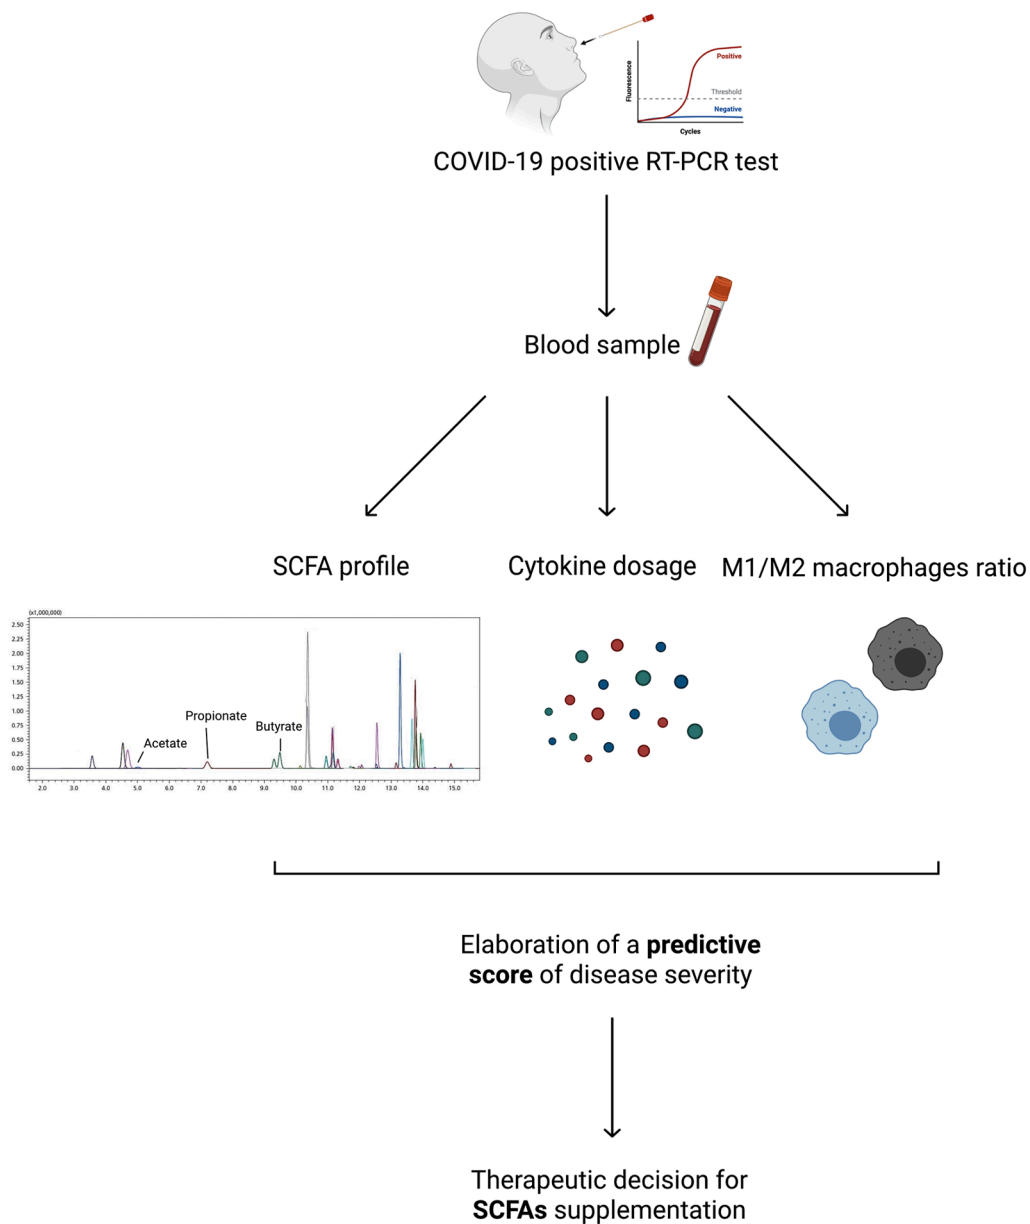 Fluorescence
Positive
Threshold
Negative
Cycles
COVID-19 positive RT-PCR test
Blood sample
SCFA profile
Cytokine dosage
M1/M2 macrophages ratio
(x1,000,000)
2.50
2.25
2.00
1.75
1.50
1.25
1.00
0.75
0.50
0.25
0.00
Acetate
Propionate
Butyrate
2.0 3.0 4.0 5.0 6.0 7.0 8.0 9.0 10.0 11.0 12.0 13.0 14.0 15.0
Elaboration of a predictive
score of disease severity
Therapeutic decision for
SCFAs supplementation